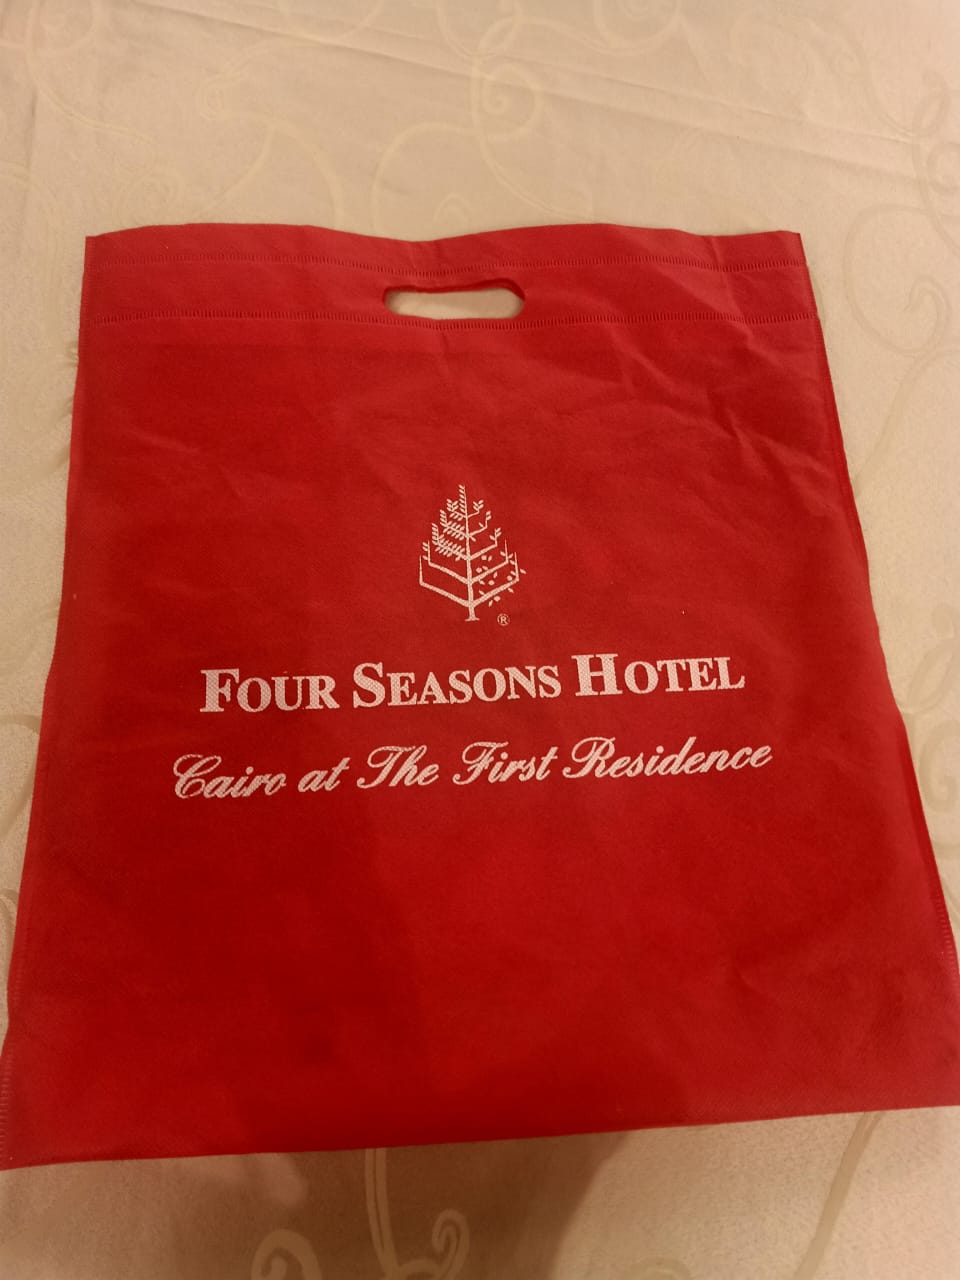 ®
FOUR SEASONS HOTEL
Cairo at The First Residence